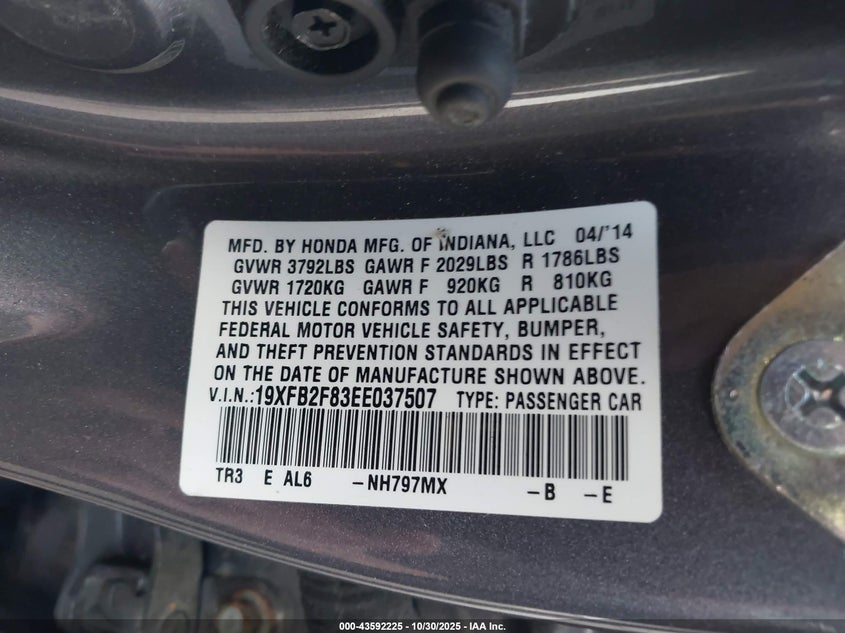 MFD. BY HONDA MFG. OF INDIANA, LLC 04/'14
GVWR 3792LBS GAWR F 2029LBS R 1786LBS
GVWR 1720KG GAWR F 920KG R 810KG
THIS VEHICLE CONFORMS TO ALL APPLICABLE
FEDERAL MOTOR VEHICLE SAFETY, BUMPER,
AND THEFT PREVENTION STANDARDS IN EFFECT
ON THE DATE OF MANUFACTURE SHOWN ABOVE.
V.I.N.:19XFB2F83EE037507 TYPE: PASSENGER CAR
TR3 E AL6 -NH797MX -B -E
000-43592225 - 10/30/2025 - IAA Inc.